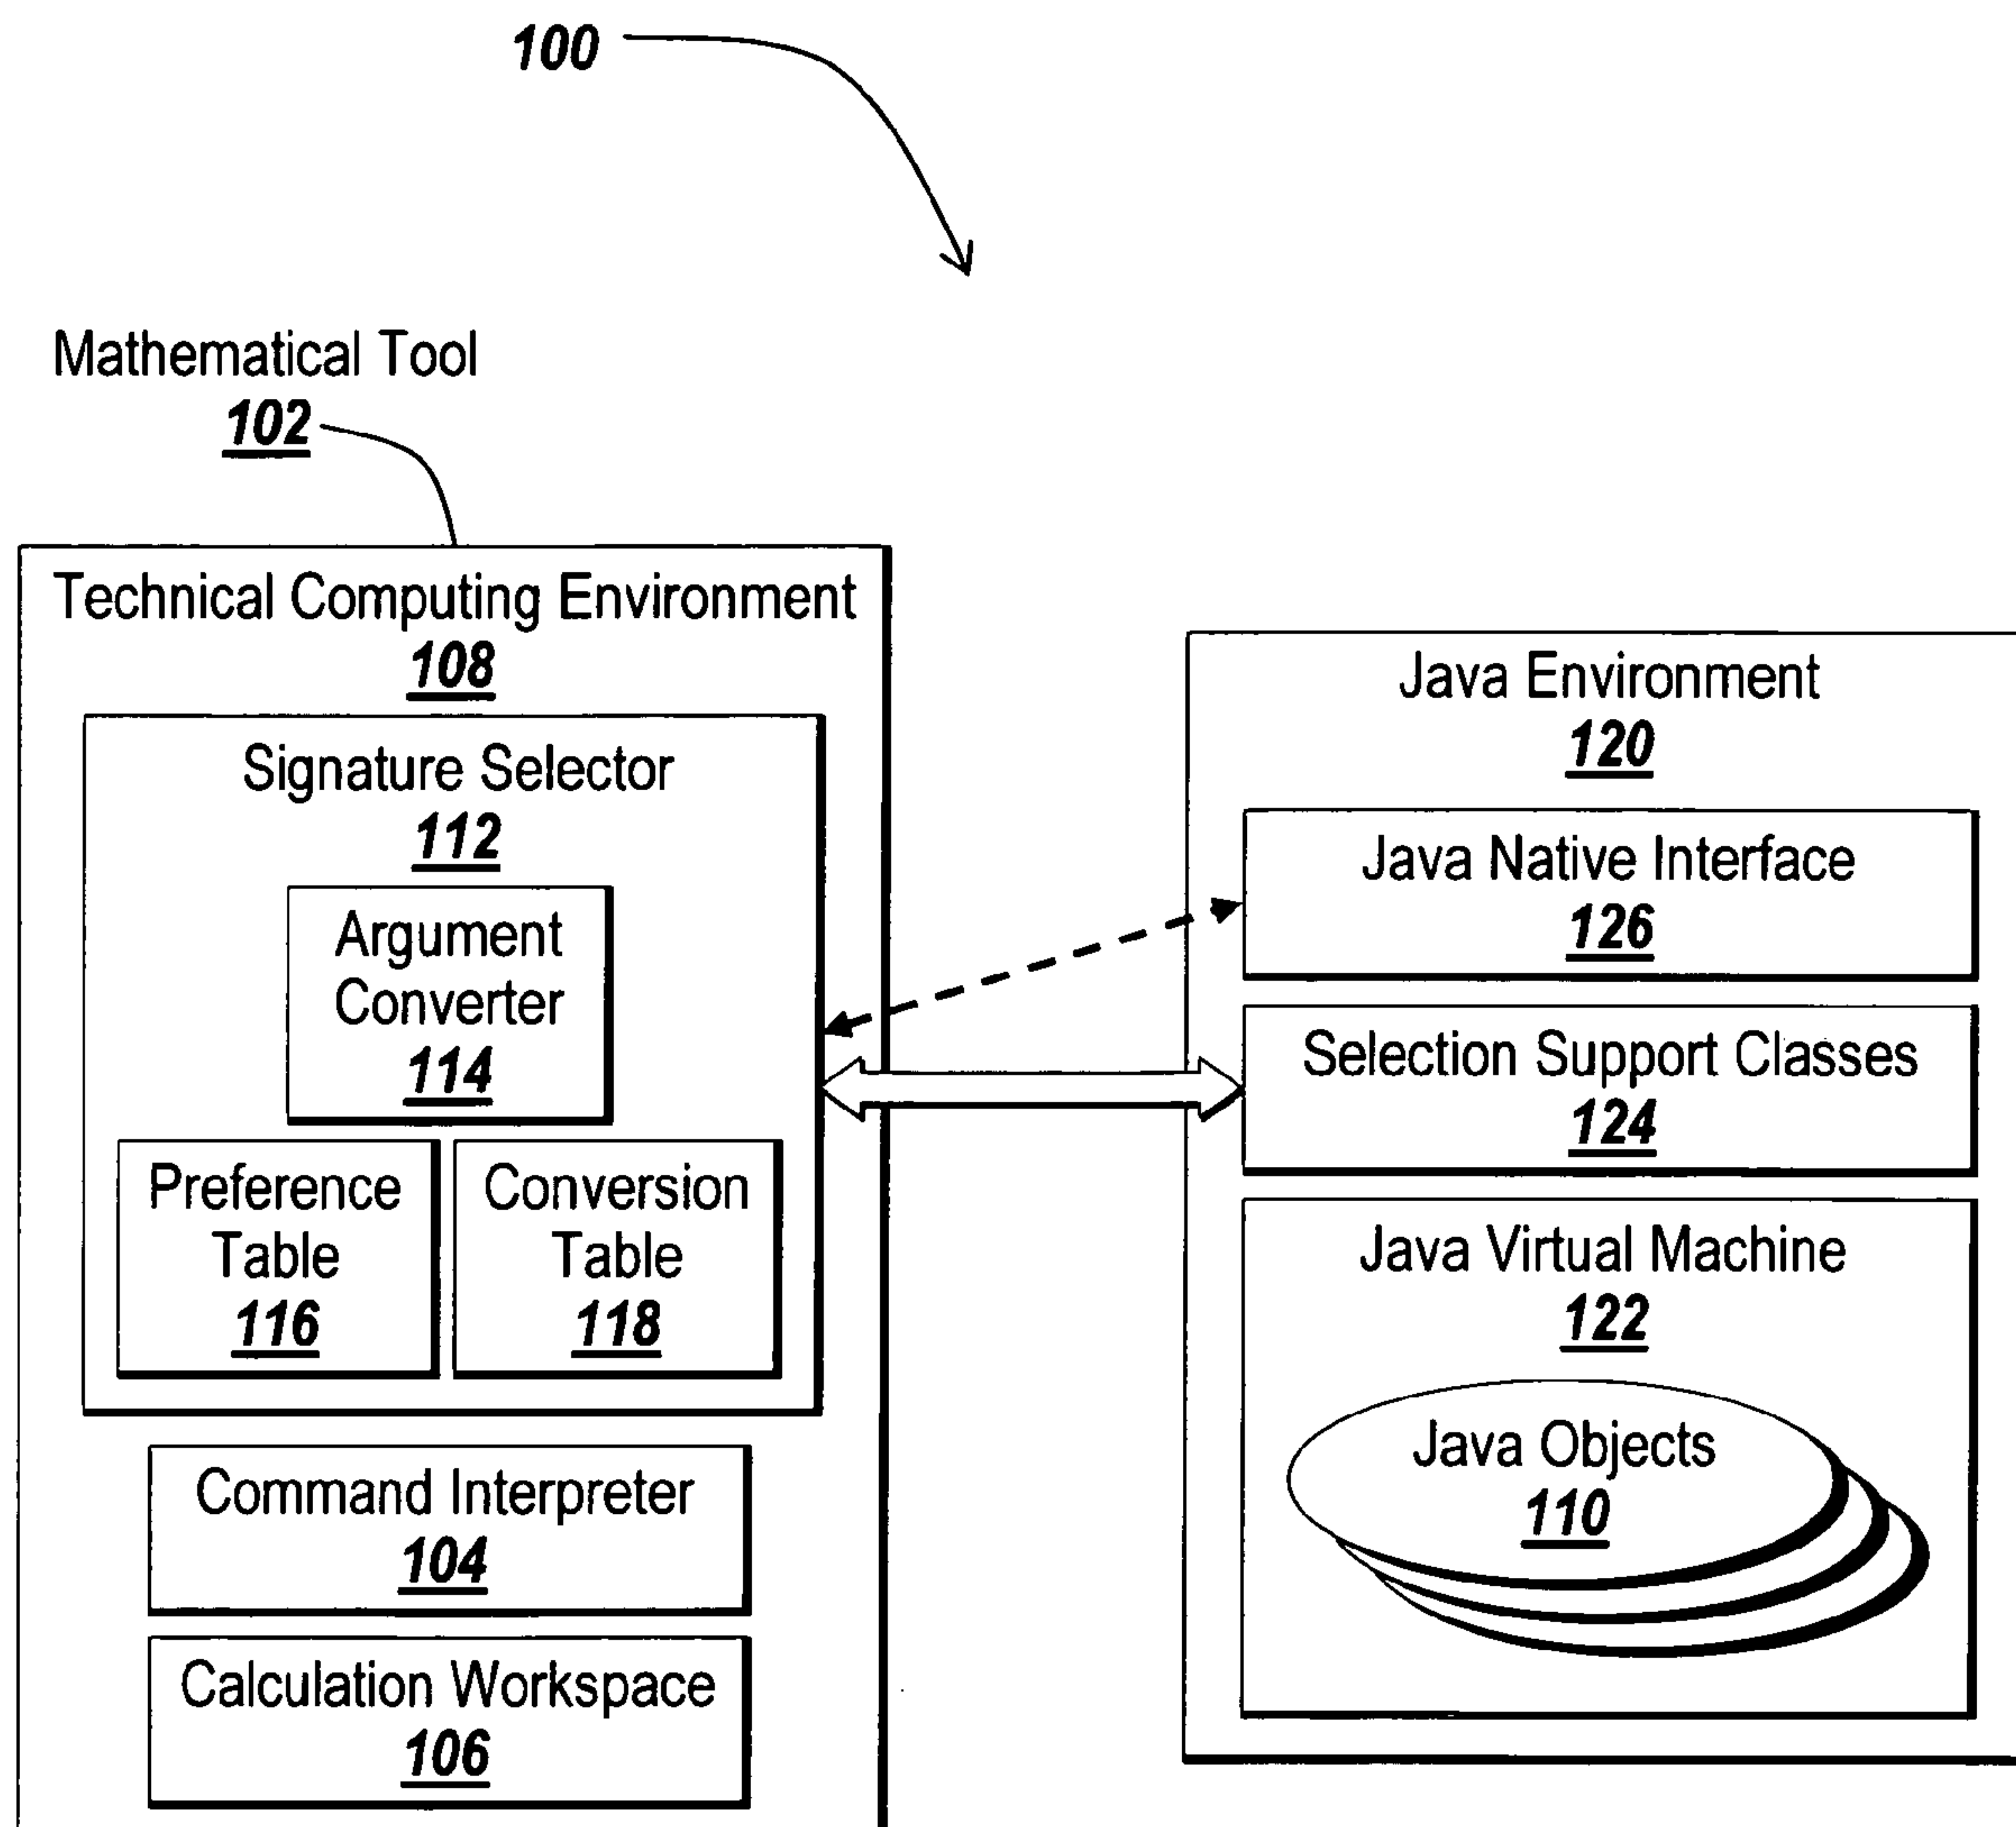 100
Mathematical Tool
102
Technical Computing Environment
108
Signature Selector
112
Argument
Converter
114
Preference
Table
116
Conversion
Table
118
Command Interpreter
104
Calculation Workspace
106
Java Environment
120
Java Native Interface
126
Selection Support Classes
124
Java Virtual Machine
122
Java Objects
110